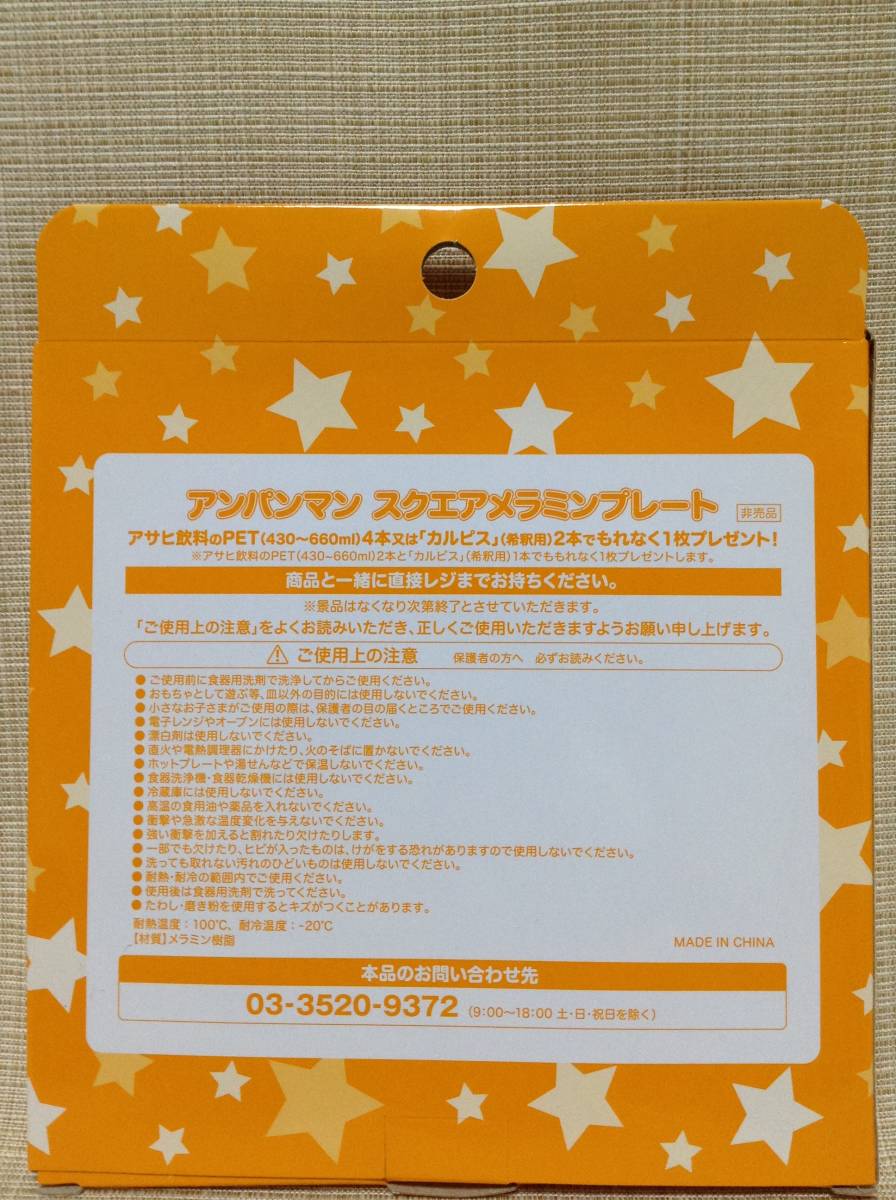 アンパンマン スクエアメラミンプレート 非売品
アサヒ飲料のPET(430～660ml)4本又は「カルピス」(希釈用)2本でもれなく1枚プレゼント!
※アサヒ飲料のPET(430～660ml)2本と「カルピス」(希釈用)1本でももれなく1枚プレゼントします。
商品と一緒に直接レジまでお持ちください。
※景品はなくなり次第終了とさせていただきます。
「ご使用上の注意」をよくお読みいただき、正しくご使用いただきますようお願い申し上げます。
⚠ ご使用上の注意 保護者の方へ 必ずお読みください。
●ご使用前に食器用洗剤で洗浄してからご使用ください。
●おもちゃとして遊ぶ等、皿以外の目的には使用しないでください。
●小さなお子さまがご使用の際は、保護者の目の届くところでご使用ください。
●電子レンジやオーブンには使用しないでください。
●漂白剤は使用しないでください。
●直火や電熱調理器にかけたり、火のそばに置かないでください。
●ホットプレートや湯せんなどで保温しないでください。
●食器洗浄機・食器乾燥機には使用しないでください。
●冷蔵庫には使用しないでください。
●高温の食用油や薬品を入れないでください。
●衝撃や急激な温度変化を与えないでください。
●強い衝撃を加えると割れたり欠けたりします。
●一部でも欠けたり、ヒビが入ったものは、けがをする恐れがありますので使用しないでください。
●洗っても取れない汚れのひどいものは使用しないでください。
●耐熱・耐冷の範囲内でご使用ください。
●使用後は食器用洗剤で洗ってください。
●たわし・磨き粉を使用するとキズがつくことがあります。
耐熱温度：100℃、耐冷温度：-20℃
【材質】メラミン樹脂 MADE IN CHINA
本品のお問い合わせ先
03-3520-9372 (9:00～18:00 土・日・祝日を除く)